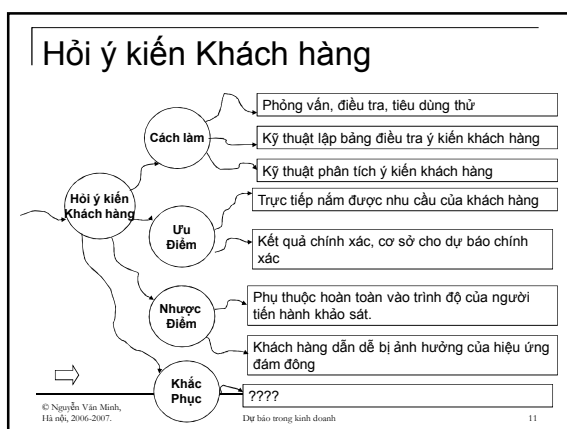 Hỏi ý kiến Khách hàng
Phỏng vấn, điều tra, tiêu dùng thử
Cách làm
Kỹ thuật lập bảng điều tra ý kiến khách hàng
Kỹ thuật phân tích ý kiến khách hàng
Hỏi ý kiến
Khách hàng
Trực tiếp nắm được nhu cầu của khách hàng
Ưu
Điểm
Kết quả chính xác, cơ sở cho dự báo chính
xác
Nhược
Điểm
Phụ thuộc hoàn toàn vào trình độ của người
tiến hành khảo sát.
Khách hàng dẫn dễ bị ảnh hưởng của hiệu ứng
đám đông
Khắc
Phục
????
© Nguyễn Văn Minh,
Hà nội, 2006-2007.
Dự báo trong kinh doanh
11